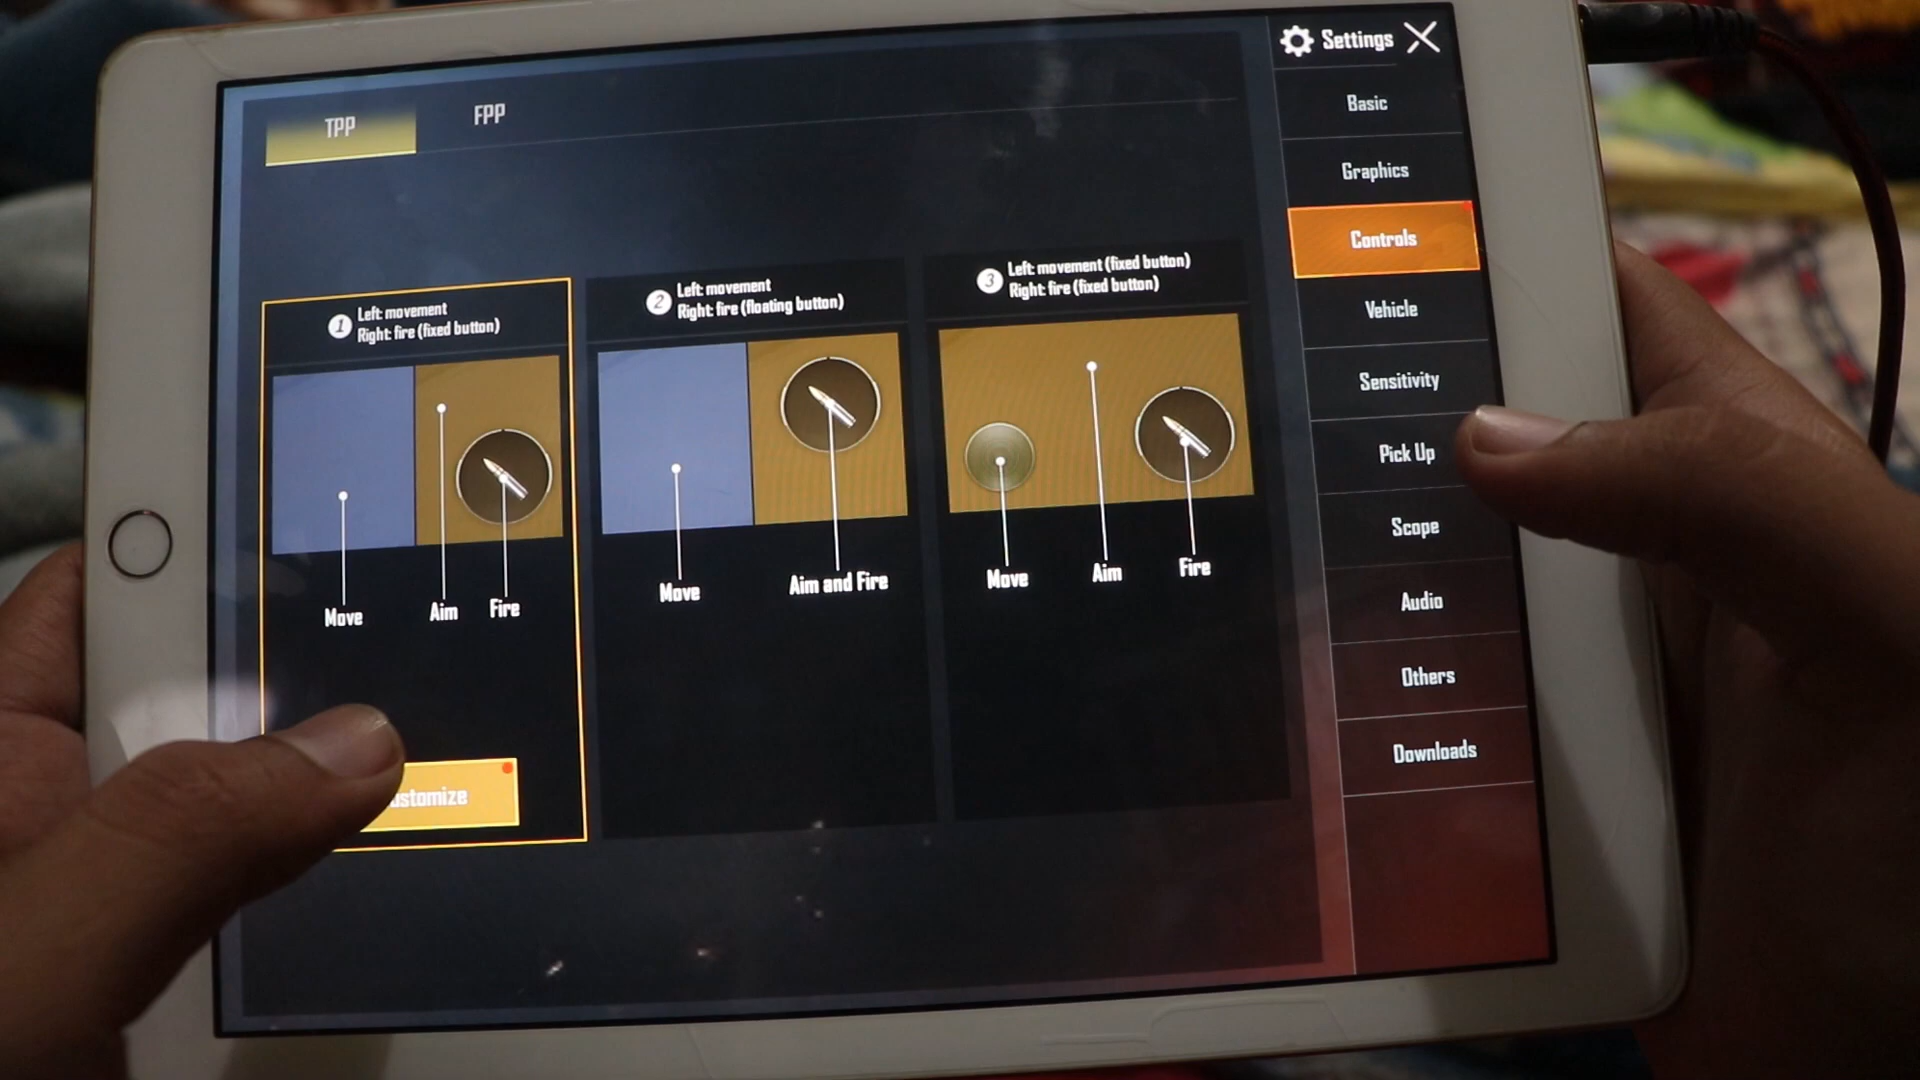 TPP
FPP
1 Left: movement
Right: fire (fixed button)
Move
Aim
Fire
2 Left: movement
Right: fire (floating button)
Move
Aim and Fire
3 Left: movement (fixed button)
Right: fire (fixed button)
Move
Aim
Fire
ustomize
Settings
Basic
Graphics
Controls
Vehicle
Sensitivity
Pick Up
Scope
Audio
Others
Downloads